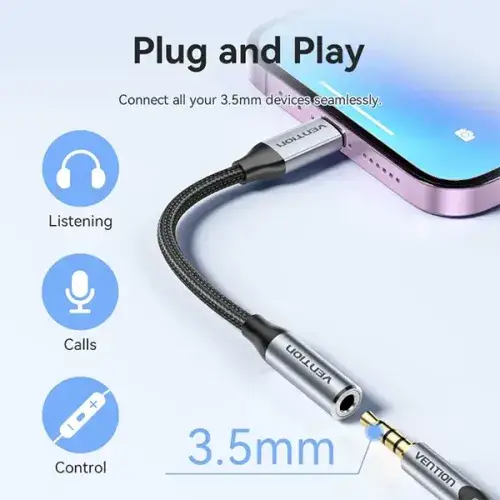 Plug and Play
Connect all your 3.5mm devices seamlessly.
VENTION
Listening
Calls
VENTION
Control
3.5mm
VENTION